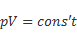 pV = cons't